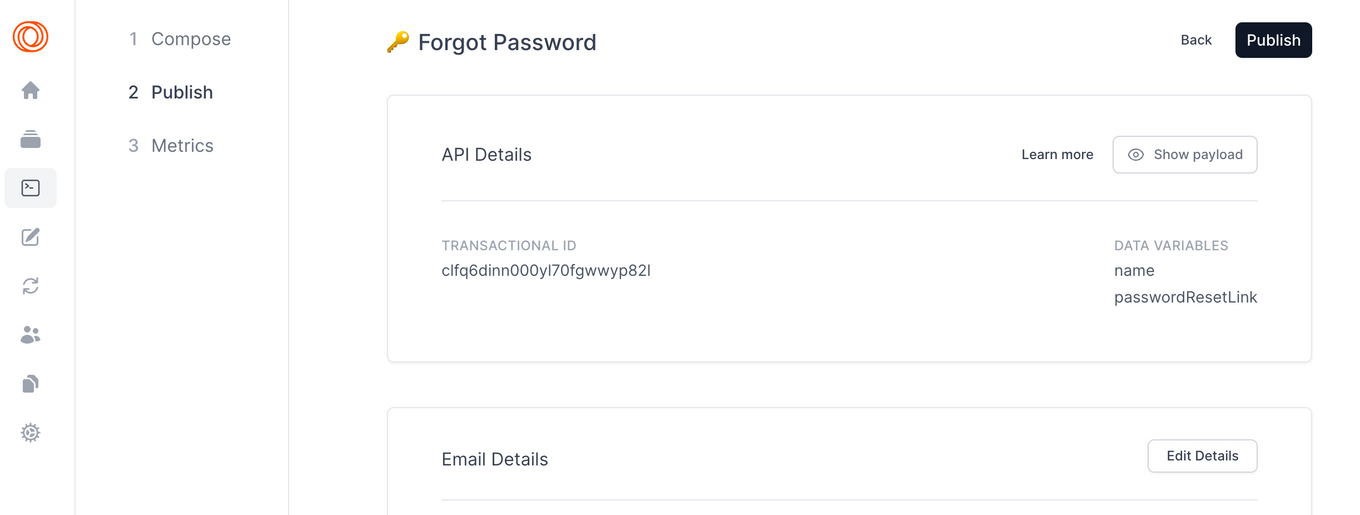 1 Compose
2 Publish
3 Metrics
🔑 Forgot Password
Back
Publish
API Details
Learn more
Show payload
TRANSACTIONAL ID
clfq6dinn000yl70fgwwyp82l
DATA VARIABLES
name
passwordResetLink
Email Details
Edit Details